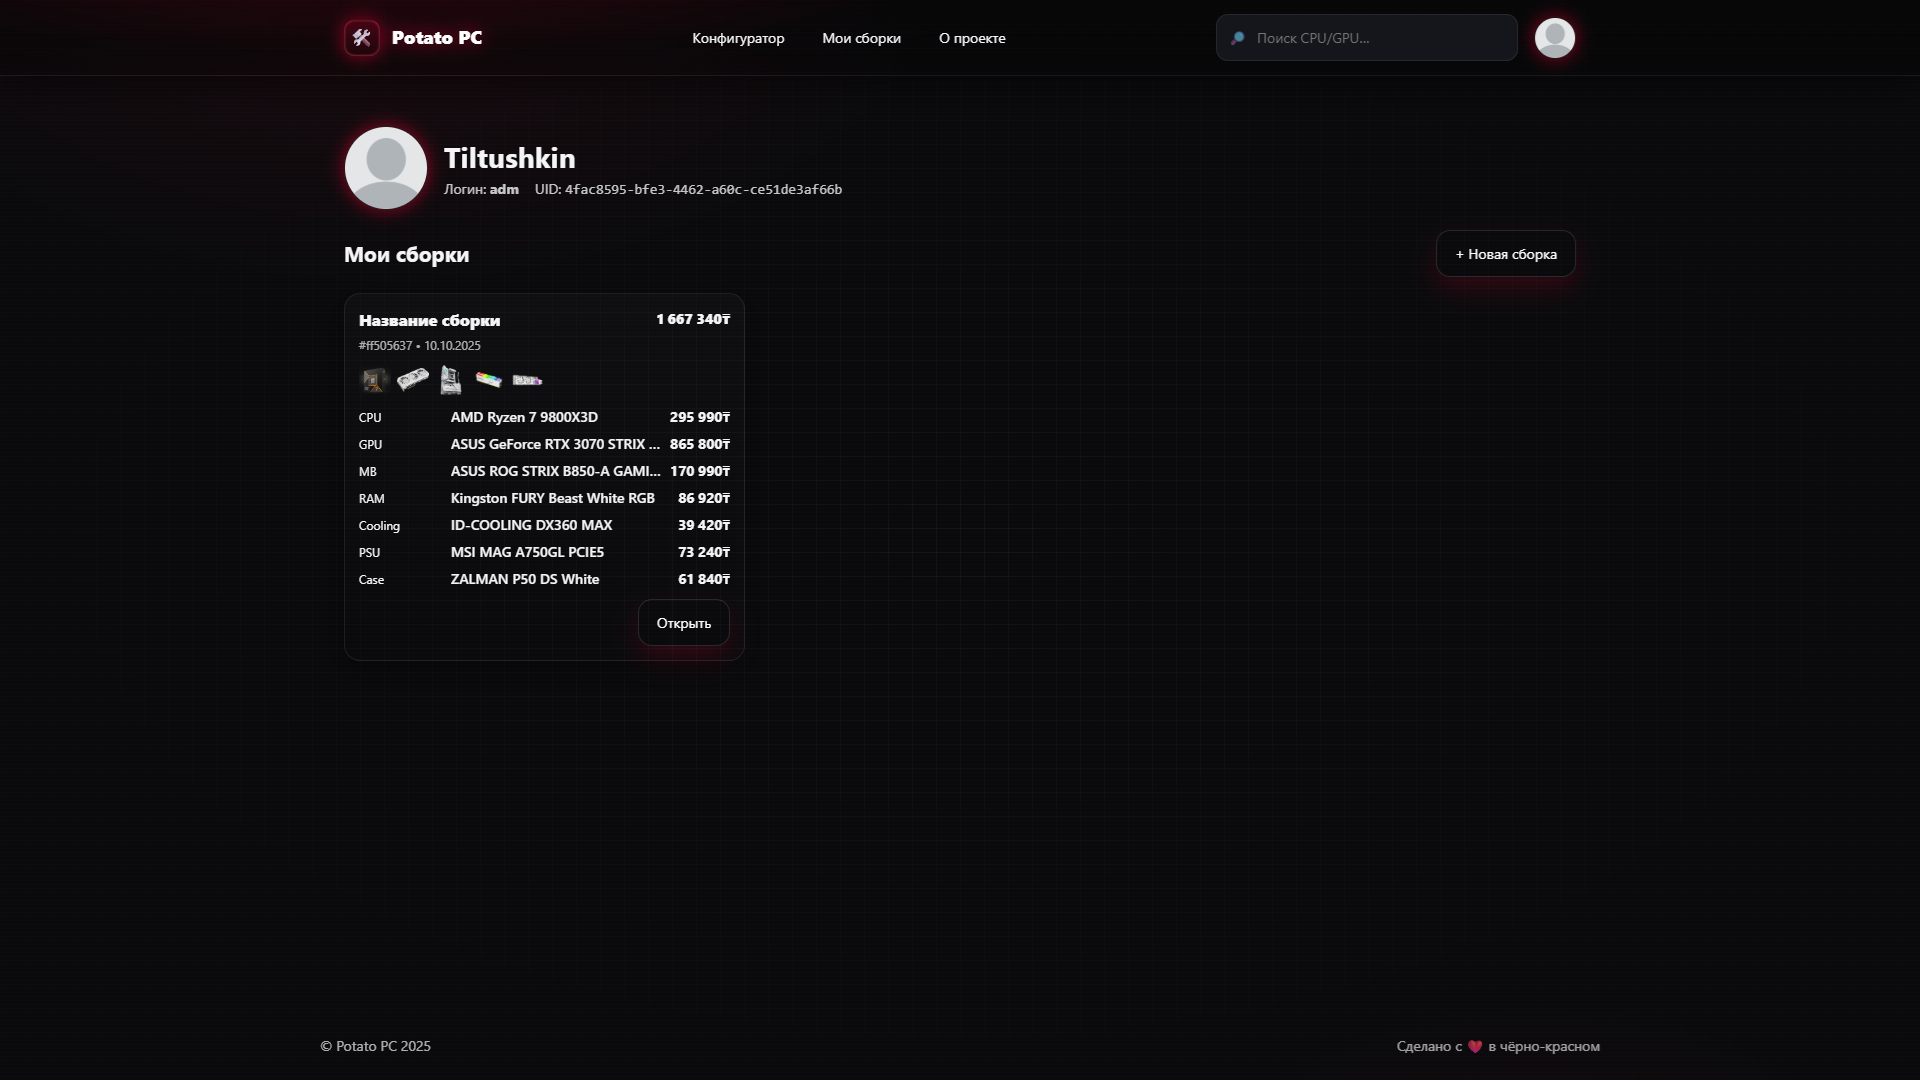 Potato PC
Конфигуратор
Мои сборки
О проекте
Поиск CPU/GPU...
Tiltushkin
Логин: adm UID: 4fac8595-bfe3-4462-a60c-ce51de3af66b
Мои сборки
+ Новая сборка
Название сборки 1 667 340₸
#ff505637 • 10.10.2025
CPU AMD Ryzen 7 9800X3D 295 990₸
GPU ASUS GeForce RTX 3070 STRIX ... 865 800₸
MB ASUS ROG STRIX B850-A GAMI... 170 990₸
RAM Kingston FURY Beast White RGB 86 920₸
Cooling ID-COOLING DX360 MAX 39 420₸
PSU MSI MAG A750GL PCIE5 73 240₸
Case ZALMAN P50 DS White 61 840₸
Открыть
© Potato PC 2025
Сделано с ❤️ в чёрно-красном